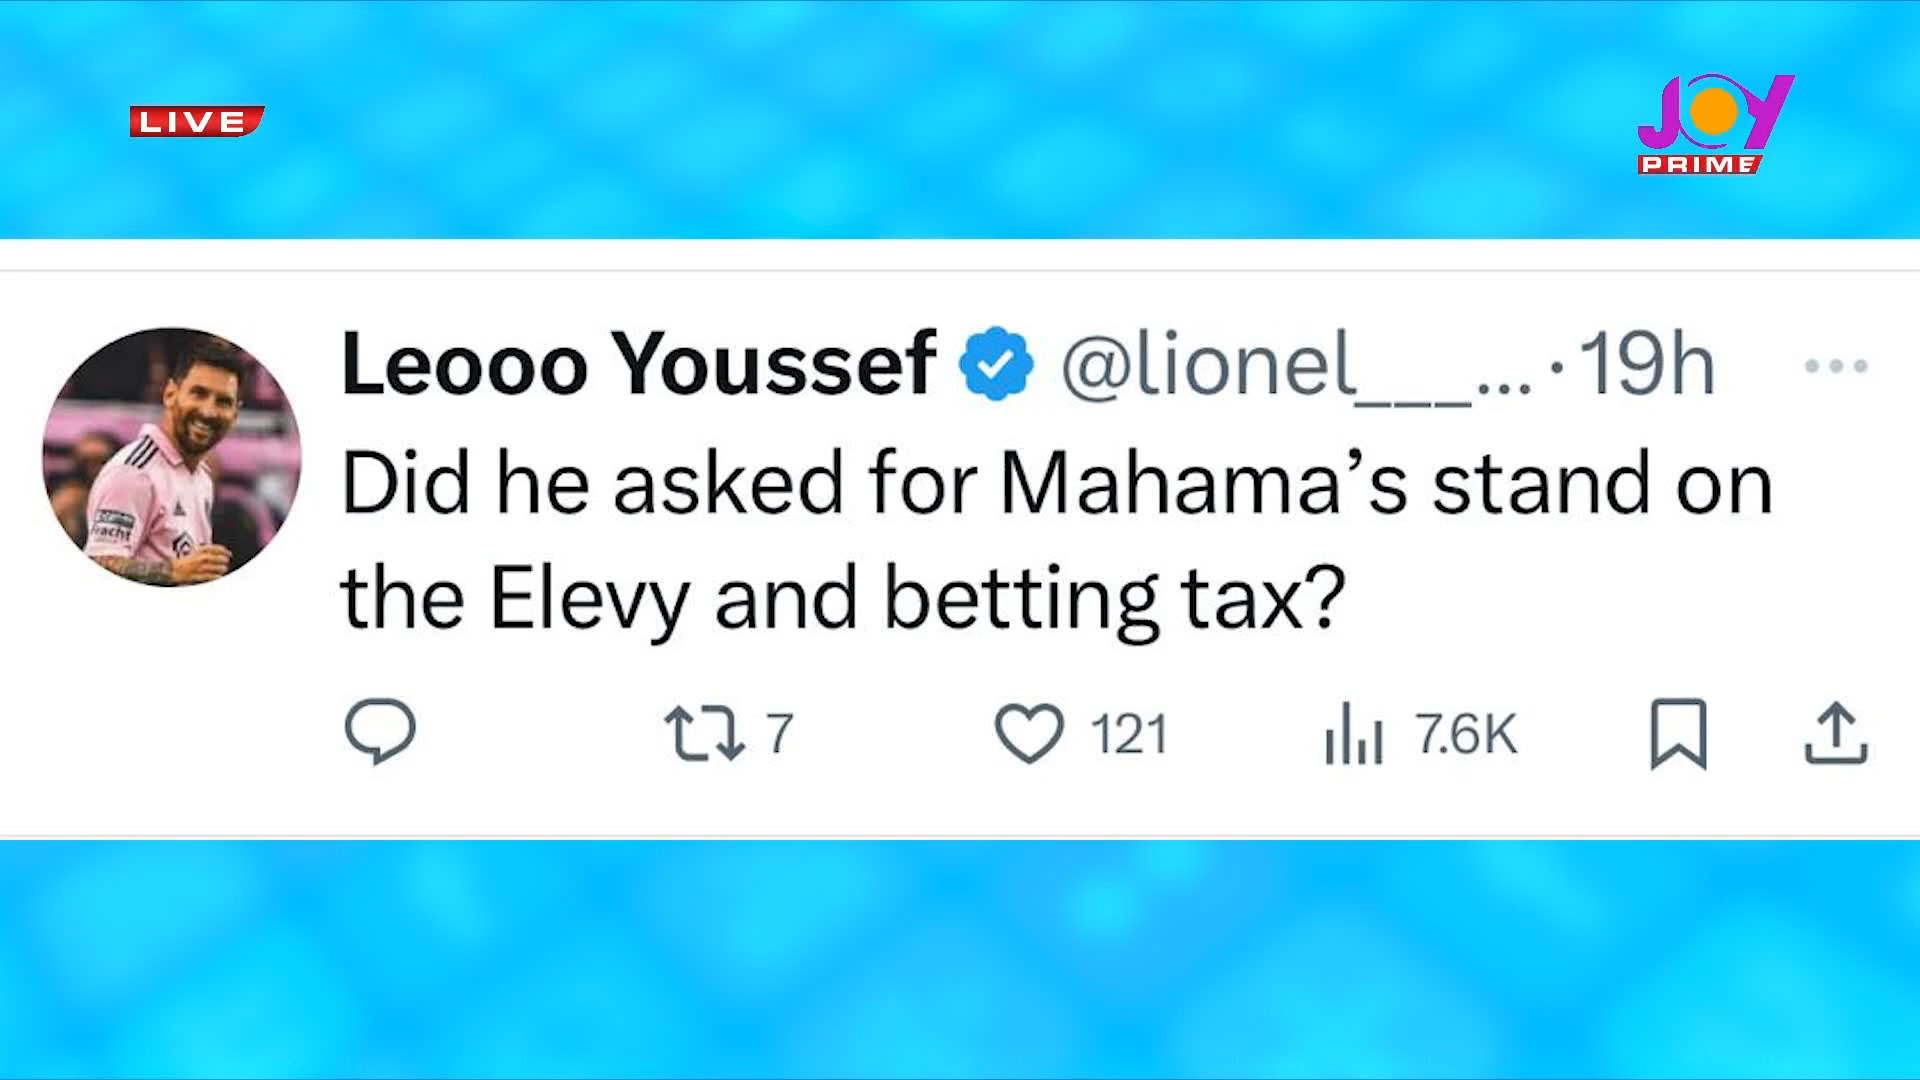 LIVE
JOY
PRIME
Leooo Youssef @lionel___... · 19h
Did he asked for Mahama’s stand on
the Elevy and betting tax?
7 121 7.6K